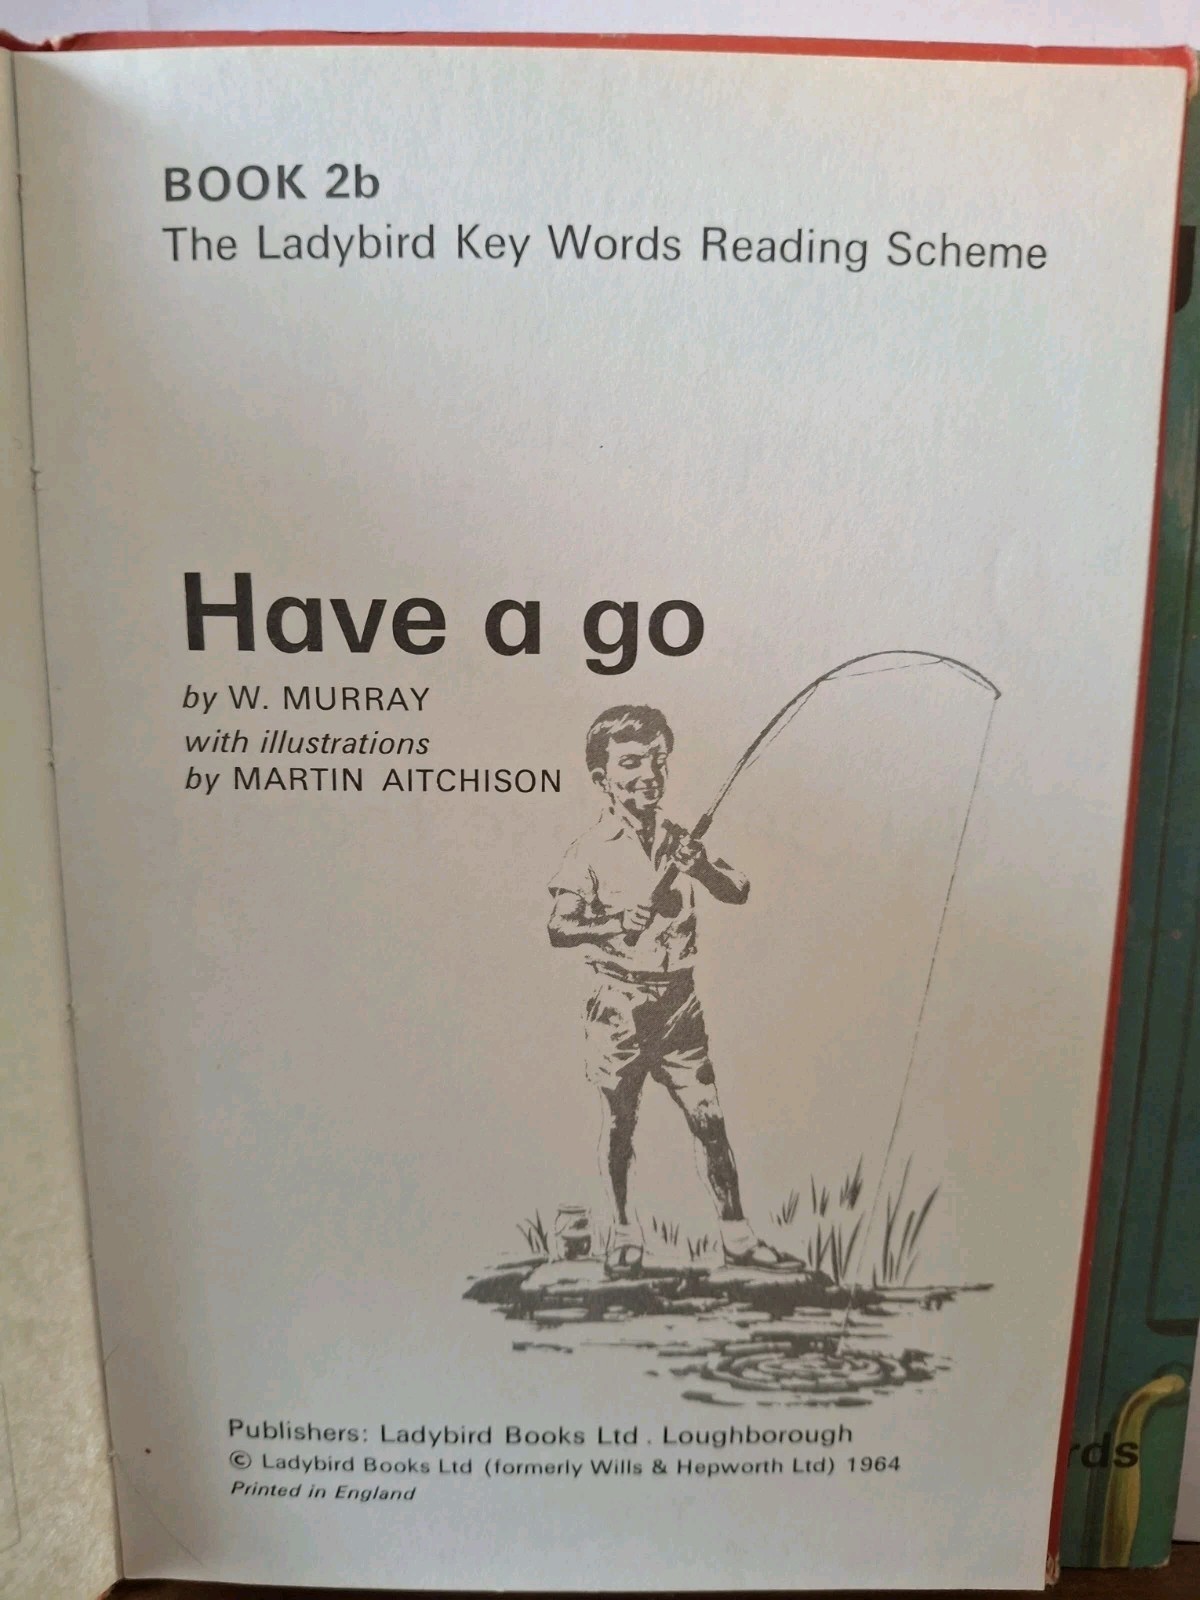 BOOK 2b
The Ladybird Key Words Reading Scheme
Have a go
by W. MURRAY
with illustrations
by MARTIN AITCHISON
Publishers: Ladybird Books Ltd . Loughborough
© Ladybird Books Ltd (formerly Wills & Hepworth Ltd) 1964
Printed in England
rds